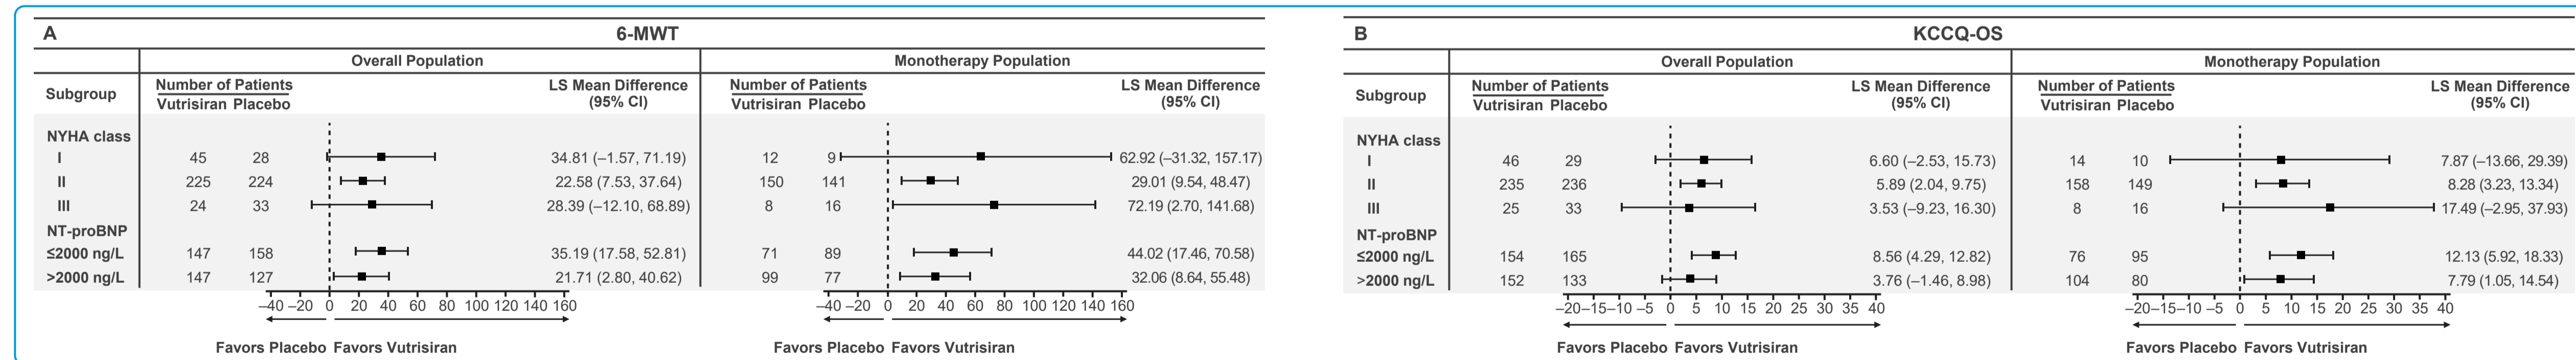 A 6-MWT
Overall Population Monotherapy Population
Subgroup Number of Patients LS Mean Difference Number of Patients LS Mean Difference
Vutrisiran Placebo (95% CI) Vutrisiran Placebo (95% CI)
NYHA class
I 45 28 34.81 (–1.57, 71.19) 12 9 62.92 (–31.32, 157.17)
II 225 224 22.58 (7.53, 37.64) 150 141 29.01 (9.54, 48.47)
III 24 33 28.39 (–12.10, 68.89) 8 16 72.19 (2.70, 141.68)
NT-proBNP
≤2000 ng/L 147 158 35.19 (17.58, 52.81) 71 89 44.02 (17.46, 70.58)
>2000 ng/L 147 127 21.71 (2.80, 40.62) 99 77 32.06 (8.64, 55.48)
–40 –20 0 20 40 60 80 100 120 140 160 –40 –20 0 20 40 60 80 100 120 140 160
Favors Placebo Favors Vutrisiran Favors Placebo Favors Vutrisiran
B KCCQ-OS
Overall Population Monotherapy Population
Subgroup Number of Patients LS Mean Difference Number of Patients LS Mean Difference
Vutrisiran Placebo (95% CI) Vutrisiran Placebo (95% CI)
NYHA class
I 46 29 6.60 (–2.53, 15.73) 14 10 7.87 (–13.66, 29.39)
II 235 236 5.89 (2.04, 9.75) 158 149 8.28 (3.23, 13.34)
III 25 33 3.53 (–9.23, 16.30) 8 16 17.49 (–2.95, 37.93)
NT-proBNP
≤2000 ng/L 154 165 8.56 (4.29, 12.82) 76 95 12.13 (5.92, 18.33)
>2000 ng/L 152 133 3.76 (–1.46, 8.98) 104 80 7.79 (1.05, 14.54)
–20 –15 –10 –5 0 5 10 15 20 25 30 35 40 –20 –15 –10 –5 0 5 10 15 20 25 30 35 40
Favors Placebo Favors Vutrisiran Favors Placebo Favors Vutrisiran